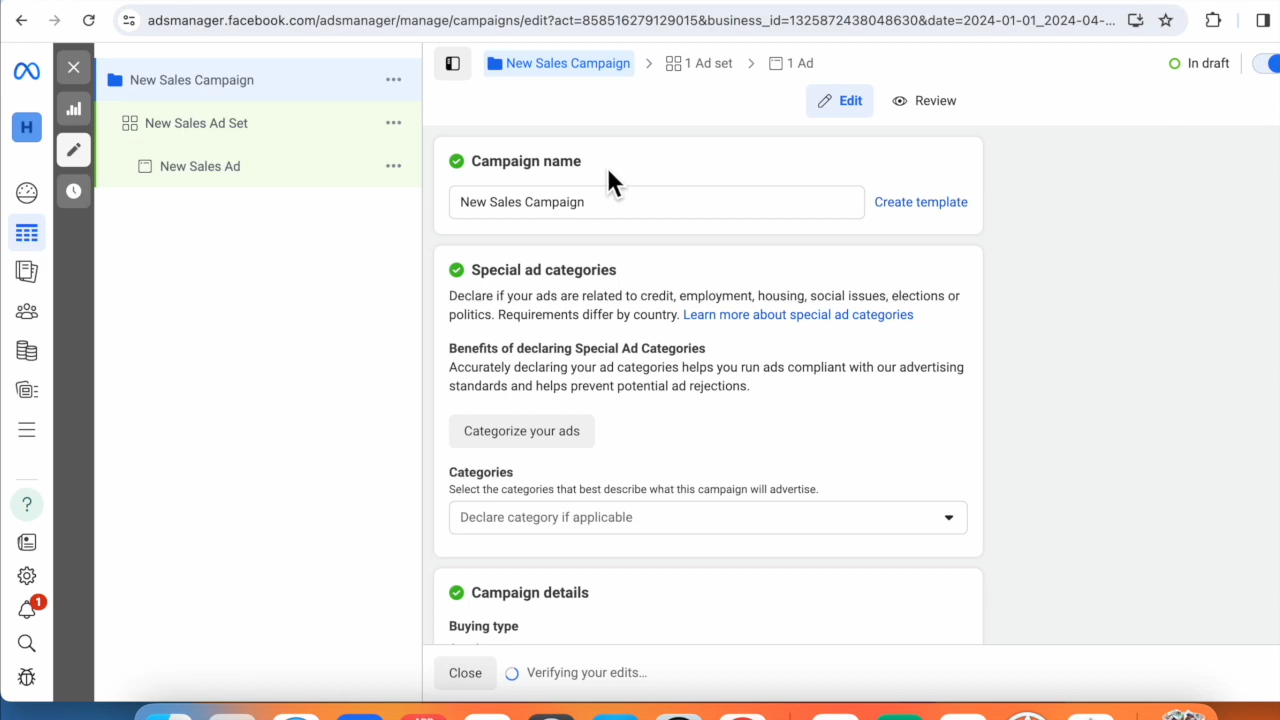 adsmanager.facebook.com/adsmanager/manage/campaigns/edit?act=858516279129015&business_id=1325872438048630&date=2024-01-01_2024-04-...
New Sales Campaign
New Sales Ad Set
New Sales Ad
H
?
1
New Sales Campaign
1 Ad set
1 Ad
In draft
Edit
Review
Campaign name
New Sales Campaign
Create template
Special ad categories
Declare if your ads are related to credit, employment, housing, social issues, elections or
politics. Requirements differ by country. Learn more about special ad categories
Benefits of declaring Special Ad Categories
Accurately declaring your ad categories helps you run ads compliant with our advertising
standards and helps prevent potential ad rejections.
Categorize your ads
Categories
Select the categories that best describe what this campaign will advertise.
Declare category if applicable
Campaign details
Buying type
Close
Verifying your edits...